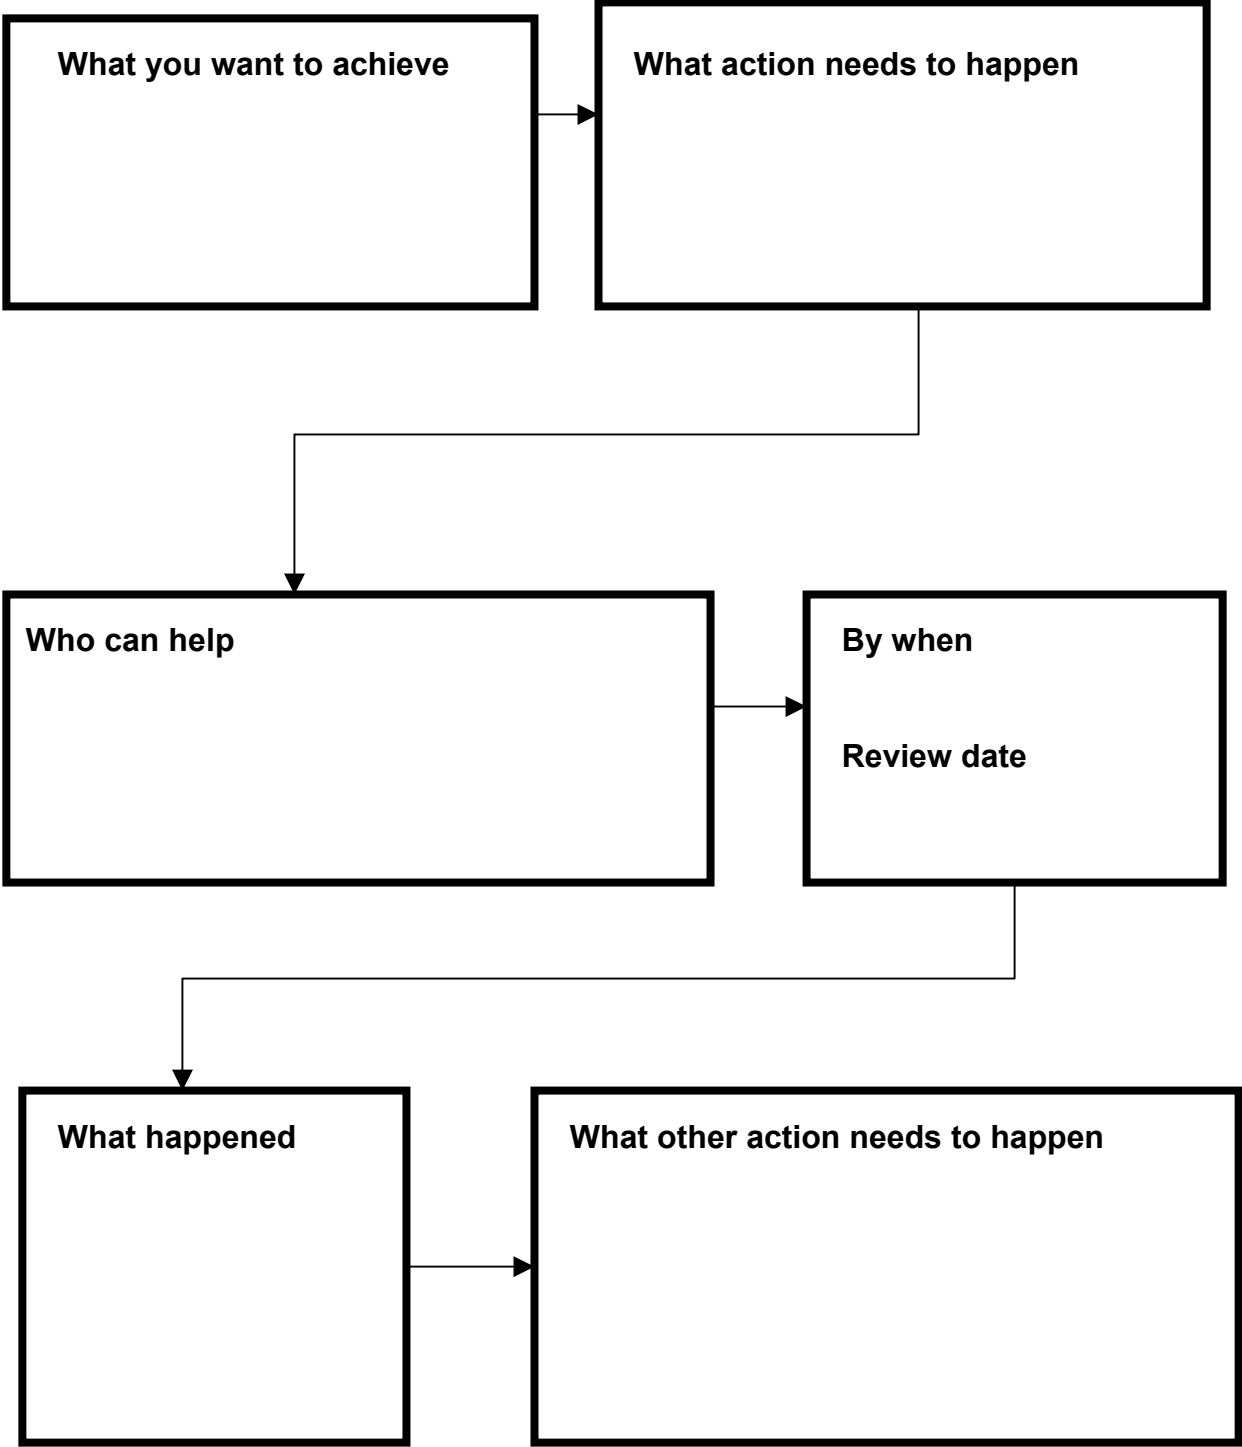 What you want to achieve
What action needs to happen
Who can help
By when
Review date
What happened
What other action needs to happen